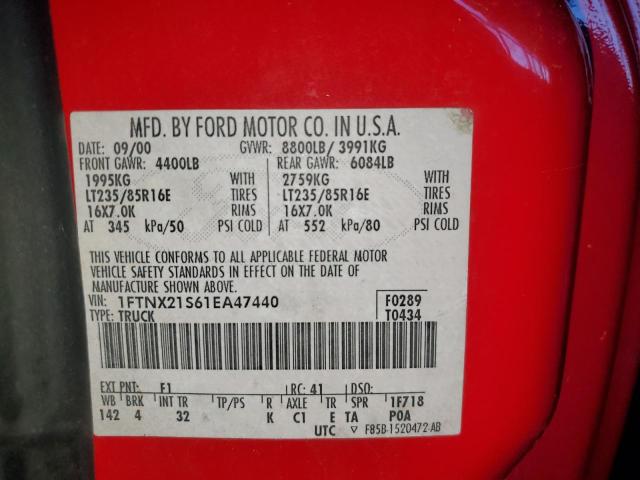 MFD. BY FORD MOTOR CO. IN U.S.A.
DATE: 09/00 GVWR: 8800LB/ 3991KG
FRONT GAWR: 4400LB REAR GAWR: 6084LB
1995KG WITH 2759KG WITH
LT235/85R16E TIRES LT235/85R16E TIRES
16X7.0K RIMS 16X7.0K RIMS
AT 345 kPa/50 PSI COLD AT 552 kPa/80 PSI COLD
THIS VEHICLE CONFORMS TO ALL APPLICABLE FEDERAL MOTOR
VEHICLE SAFETY STANDARDS IN EFFECT ON THE DATE OF
MANUFACTURE SHOWN ABOVE.
VIN: 1FTNX21S61EA47440 F0289
TYPE: TRUCK T0434
EXT PNT: F1 RC: 41 DSO:
WB BRK INT TR TP/PS R AXLE TR SPR 1F718
142 4 32 K C1 E TA POA
UTC ▽ F85B-1520472-AB